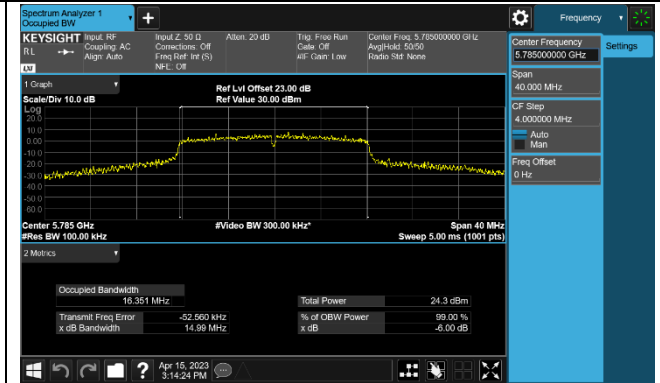 Spectrum Analyzer 1
Occupied BW
Frequency
KEYSIGHT
RL
LXI
Input: RF
Coupling: AC
Align: Auto
Input Z: 50 Ω
Corrections: Off
Freq Ref: Int (S)
NFE: Off
Atten: 20 dB
Trig: Free Run
Gate: Off
#IF Gain: Low
Center Freq: 5.785000000 GHz
Avg|Hold: 50/50
Radio Std: None
Center Frequency
5.785000000 GHz
Settings
Span
40.000 MHz
CF Step
4.000000 MHz
Auto
Man
Freq Offset
0 Hz
1 Graph
Scale/Div 10.0 dB
Ref Lvl Offset 23.00 dB
Ref Value 30.00 dBm
Log
20.0
10.0
0.00
-10.0
-20.0
-30.0
-40.0
-50.0
-60.0
Center 5.785 GHz
#Res BW 100.00 kHz
#Video BW 300.00 kHz*
Span 40 MHz
Sweep 5.00 ms (1001 pts)
2 Metrics
Occupied Bandwidth
16.351 MHz
Total Power 24.3 dBm
Transmit Freq Error -52.560 kHz
% of OBW Power 99.00 %
x dB Bandwidth 14.99 MHz
x dB -6.00 dB
Apr 15, 2023
3:14:24 PM